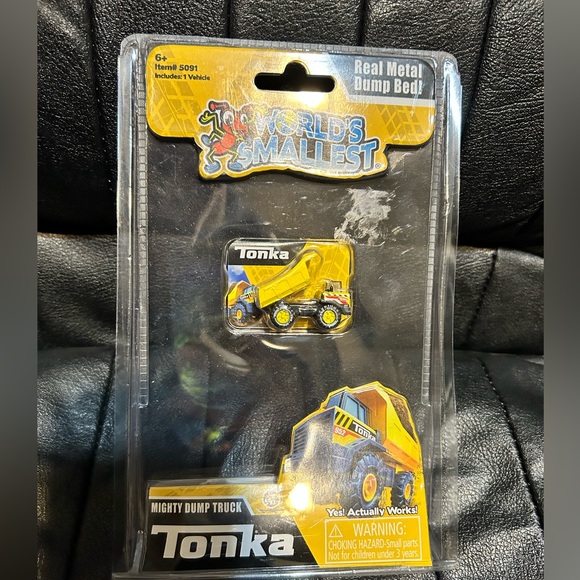 6+
Item# 5091
Includes: 1 Vehicle
Real Metal
Dump Bed!
WORLD'S
SMALLEST
Tonka
Tonka
Yes! Actually Works!
MIGHTY DUMP TRUCK
Tonka
WARNING:
CHOKING HAZARD-Small parts.
Not for children under 3 years.